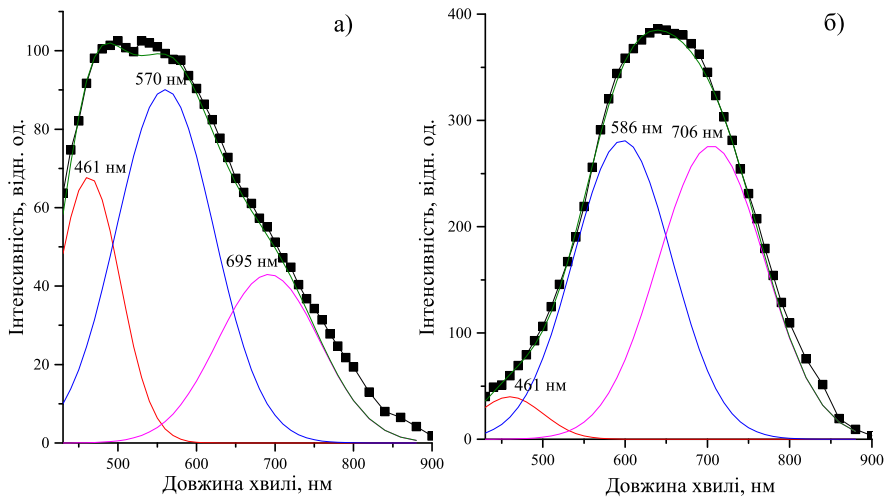 а)
570 нм
461 нм
695 нм
100
80
60
40
20
0
500
600
700
800
900
Інтенсивність, відн. од.
Довжина хвилі, нм
б)
586 нм
706 нм
461 нм
400
300
200
100
0
500
600
700
800
900
Інтенсивність, відн. од.
Довжина хвилі, нм